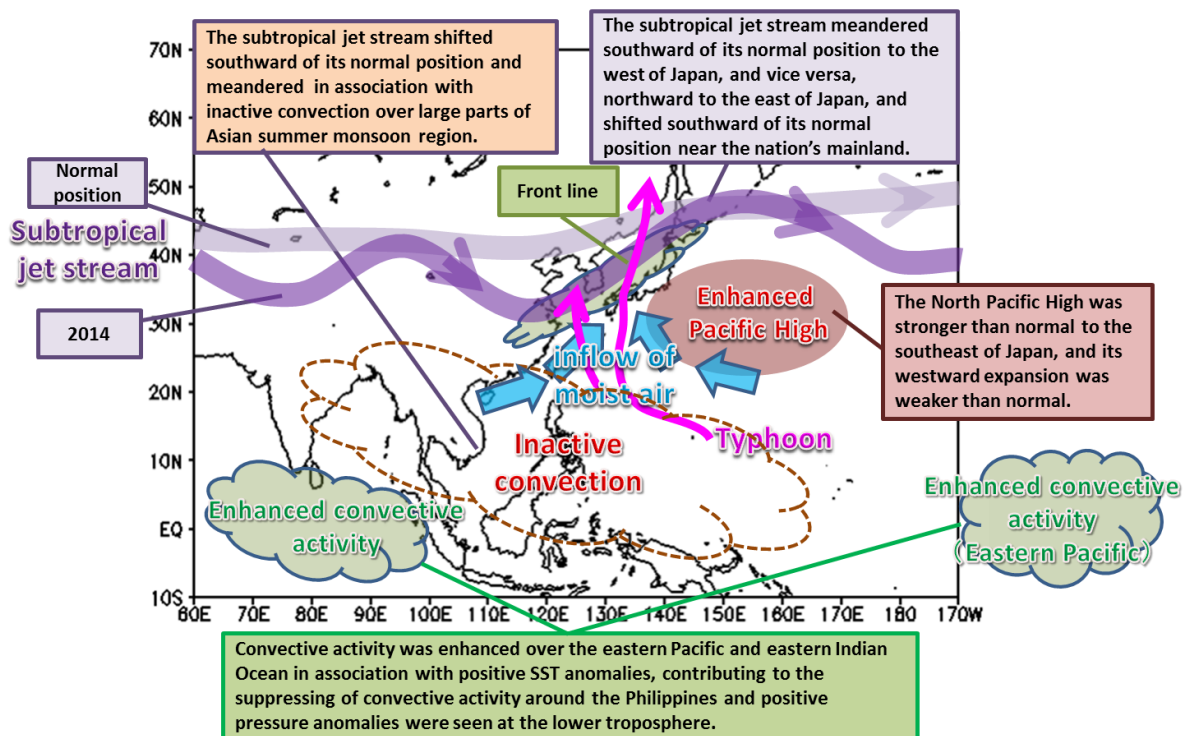 The subtropical jet stream shifted
southward of its normal position and
meandered in association with
inactive convection over large parts of
Asian summer monsoon region.
The subtropical jet stream meandered
southward of its normal position to the
west of Japan, and vice versa,
northward to the east of Japan, and
shifted southward of its normal
position near the nation's mainland.
70N
60N
50N
40N
30N
20N
10N
EQ
10S
Normal
position
Front line
Subtropical
jet stream
2014
Enhanced
Pacific High
The North Pacific High was
stronger than normal to the
southeast of Japan, and its
westward expansion was
weaker than normal.
inflow of
moist air
Typhoon
Inactive
convection
Enhanced convective
activity
Enhanced convective
activity
(Eastern Pacific)
60E 70E 80E 90E 100E 110E 120E 130E 140E 150E 160E 170E 180 170W
Convective activity was enhanced over the eastern Pacific and eastern Indian
Ocean in association with positive SST anomalies, contributing to the
suppressing of convective activity around the Philippines and positive
pressure anomalies were seen at the lower troposphere.